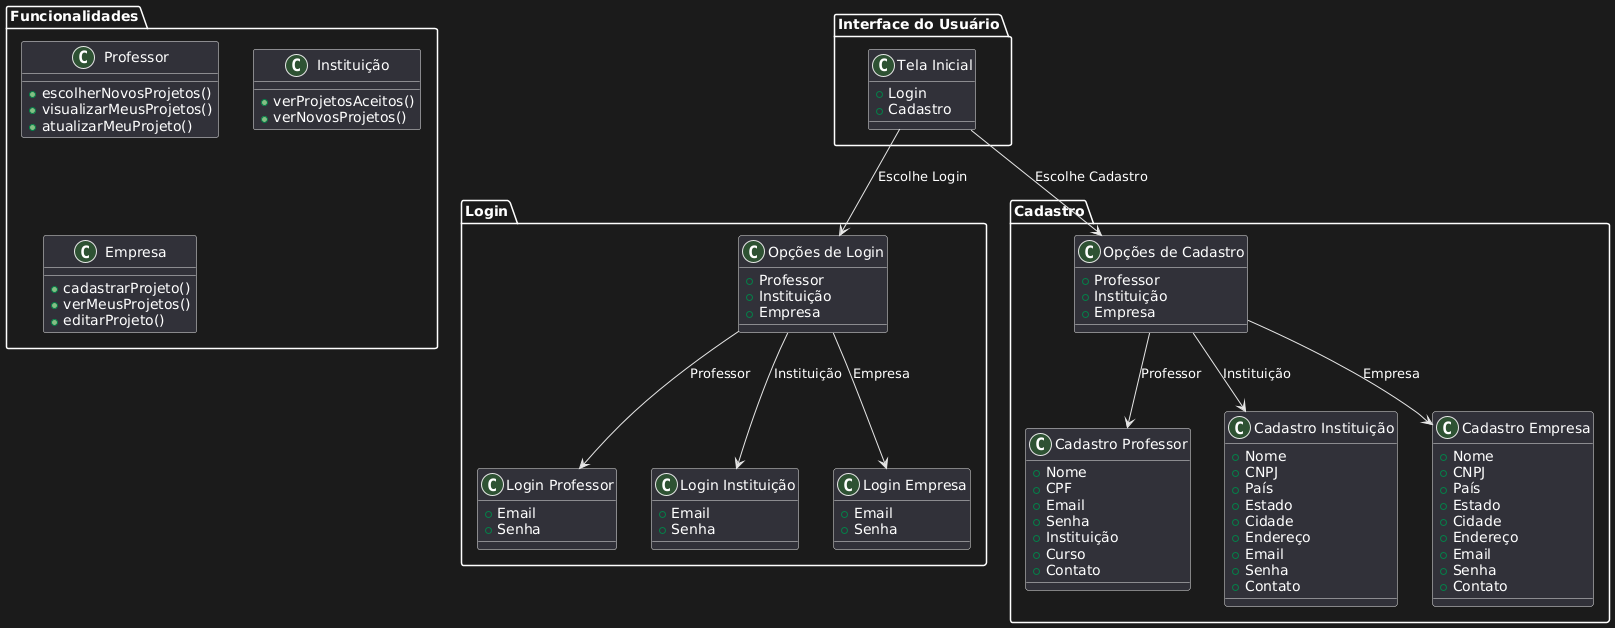 Funcionalidades
C Professor
escolherNovosProjetos()
visualizarMeusProjetos()
atualizarMeuProjeto()
C Instituição
verProjetosAceitos()
verNovosProjetos()
C Empresa
cadastrarProjeto()
verMeusProjetos()
editarProjeto()
Interface do Usuário
C Tela Inicial
Login
Cadastro
Escolhe Login
Escolhe Cadastro
Login
C Opções de Login
Professor
Instituição
Empresa
Professor
Instituição
Empresa
C Login Professor
Email
Senha
C Login Instituição
Email
Senha
C Login Empresa
Email
Senha
Cadastro
C Opções de Cadastro
Professor
Instituição
Empresa
Professor
Instituição
Empresa
C Cadastro Professor
Nome
CPF
Email
Senha
Instituição
Curso
Contato
C Cadastro Instituição
Nome
CNPJ
País
Estado
Cidade
Endereço
Email
Senha
Contato
C Cadastro Empresa
Nome
CNPJ
País
Estado
Cidade
Endereço
Email
Senha
Contato